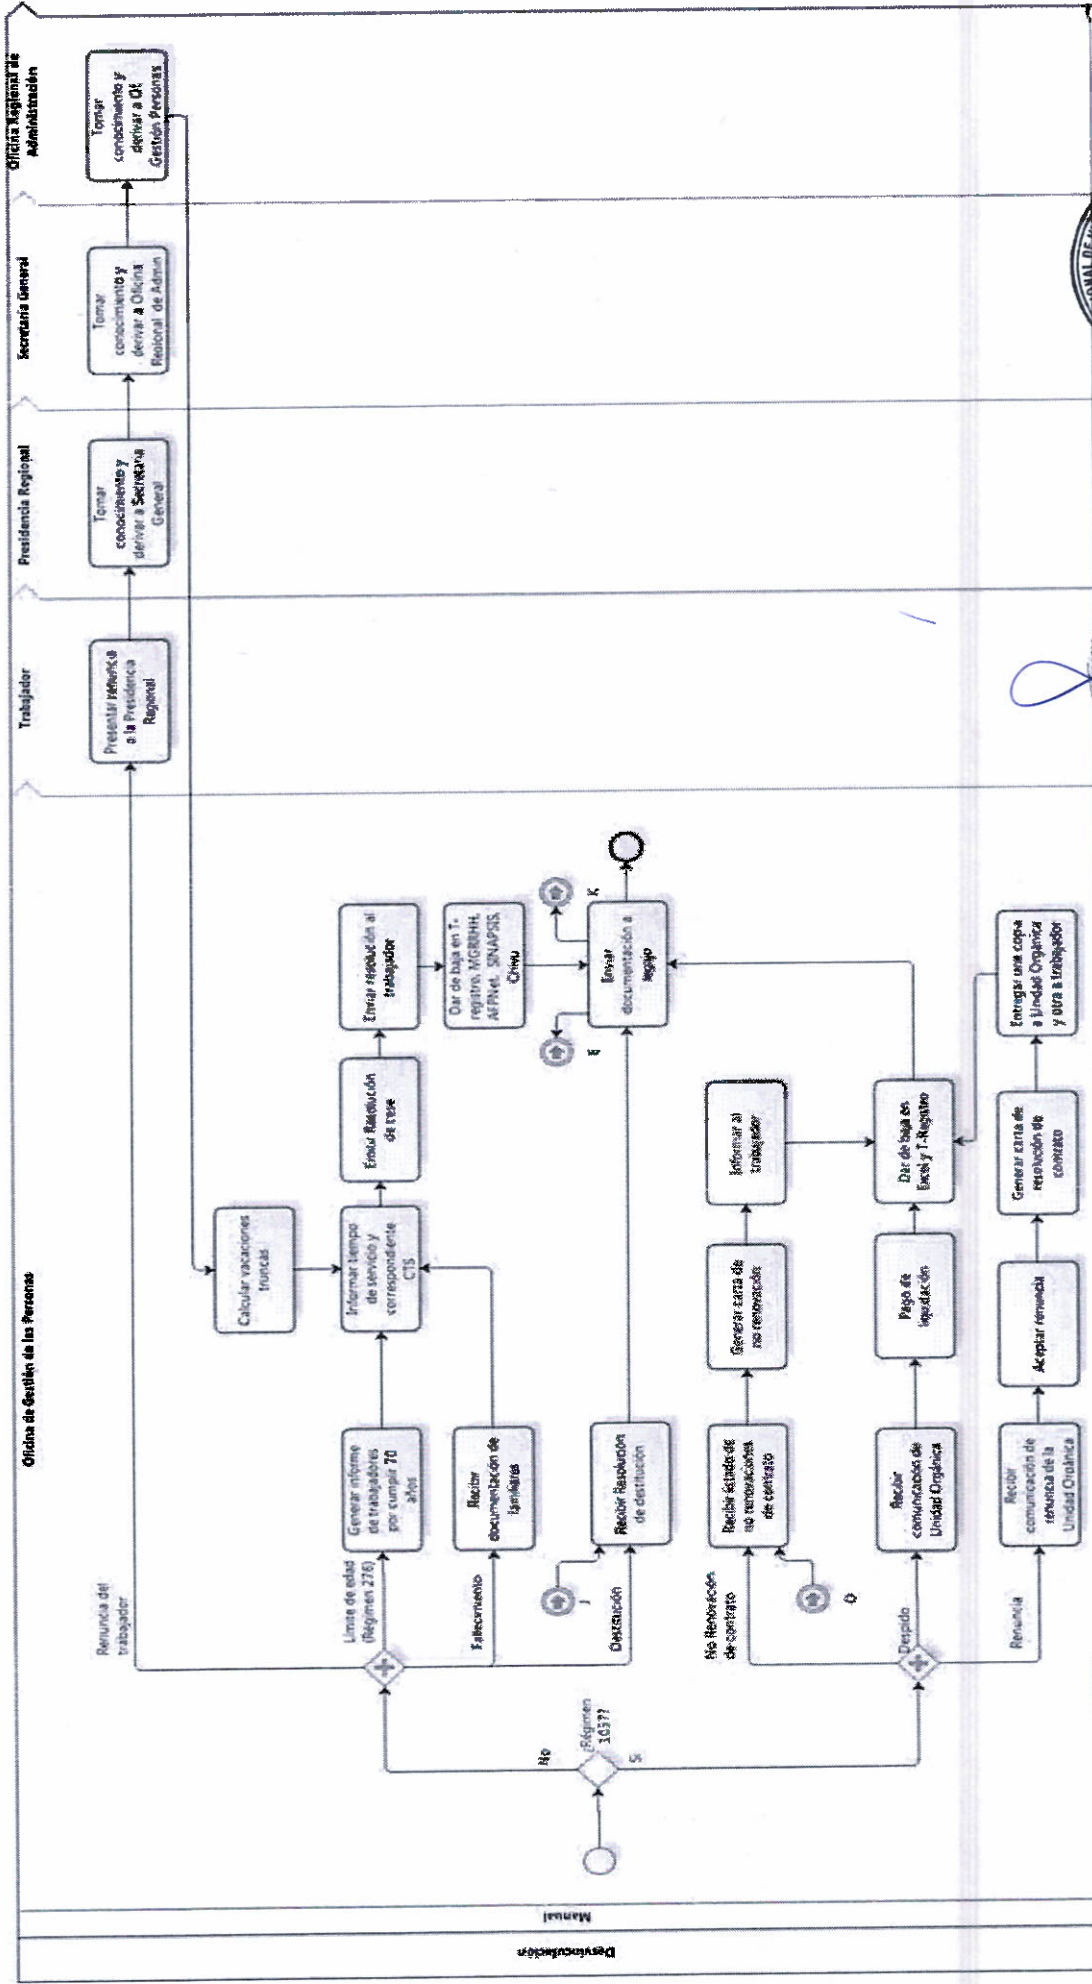 Desvinculación
Manual
Oficina de Gestión de las Personas
Trabajador
Presidencia Regional
Secretaría General
Oficina Regional de
Administración
Renuncia del
trabajador
Presentar renuncia
a la Presidencia
Regional
Tomar
conocimiento y
derivar a Secretaria
General
Tomar
conocimiento y
derivar a Oficina
Regional de Admin
Tomar
conocimiento y
derivar a
Gestión Personas
Calcular vacaciones
truncas
Límite de edad
(Régimen 276)
Generar informe
de trabajadores
por cumplir 70
años
Informar tiempo
de servicio y
correspondiente
CTS
Emitir Resolución
de cese
Enviar resolución al
trabajador
Fallecimiento
Recibir
documentación de
familiares
Dar de baja en T-
registro, MGRRHH,
AFPNet, SINAPSIS,
J
Destitución
Recibir Resolución
de destitución
E
K
Enviar
documentación a
legajo
No
¿Régimen
Si
No Renovación
de contrato
O
Recibir listado de
no renovaciones
de contrato
Generar carta de
no renovación
Informar al
trabajador
Despido
Recibir
comunicación de
Unidad Orgánica
Pago de
liquidación
Dar de baja en
Excel y T-Registro
Renuncia
Recibir
comunicación de
renuncia de la
Unidad Orgánica
Aceptar renuncia
Generar carta de
resolución de
contrato
Entregar una copia
a Unidad Orgánica
y otra a trabajador